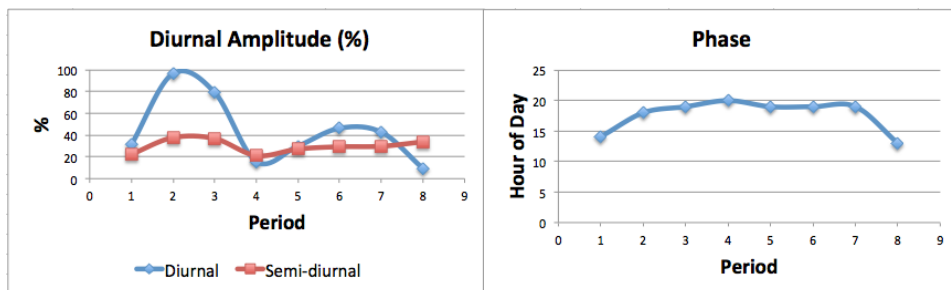 Diurnal Amplitude (%)
100
80
60
40
20
0
%
0 1 2 3 4 5 6 7 8 9
Period
Diurnal Semi-diurnal
Phase
25
20
15
10
5
0
Hour of Day
0 1 2 3 4 5 6 7 8 9
Period